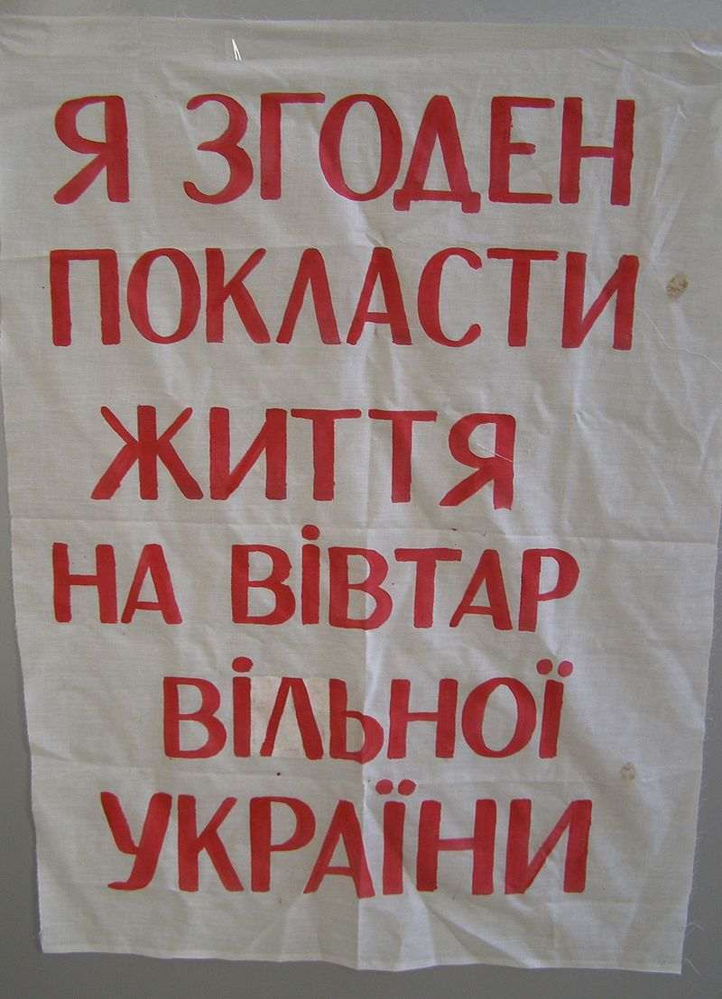 Я ЗГОДЕН
ПОКЛАСТИ
ЖИТТЯ
НА ВІВТАР
ВІЛЬНОЇ
УКРАЇНИ